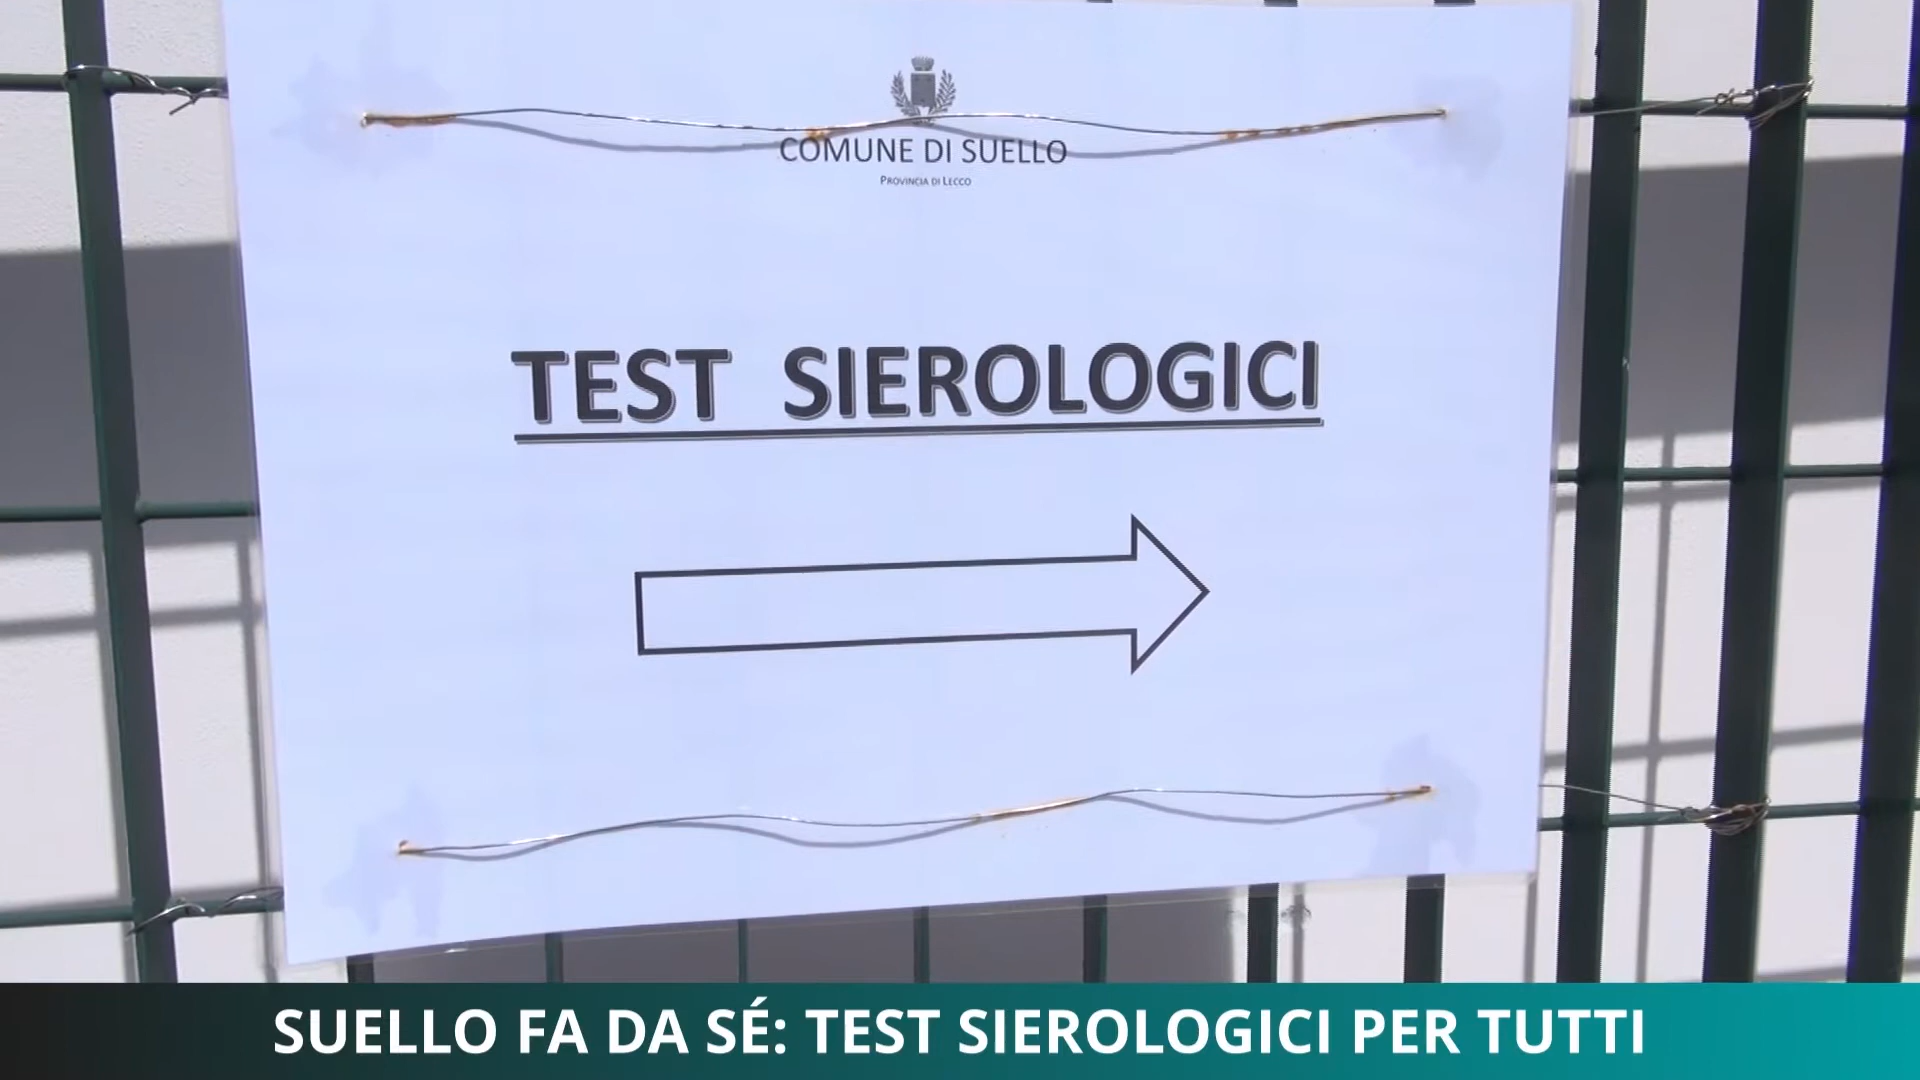 COMUNE DI SUELLO
PROVINCIA DI LECCO
TEST SIEROLOGICI
SUELLO FA DA SÉ: TEST SIEROLOGICI PER TUTTI